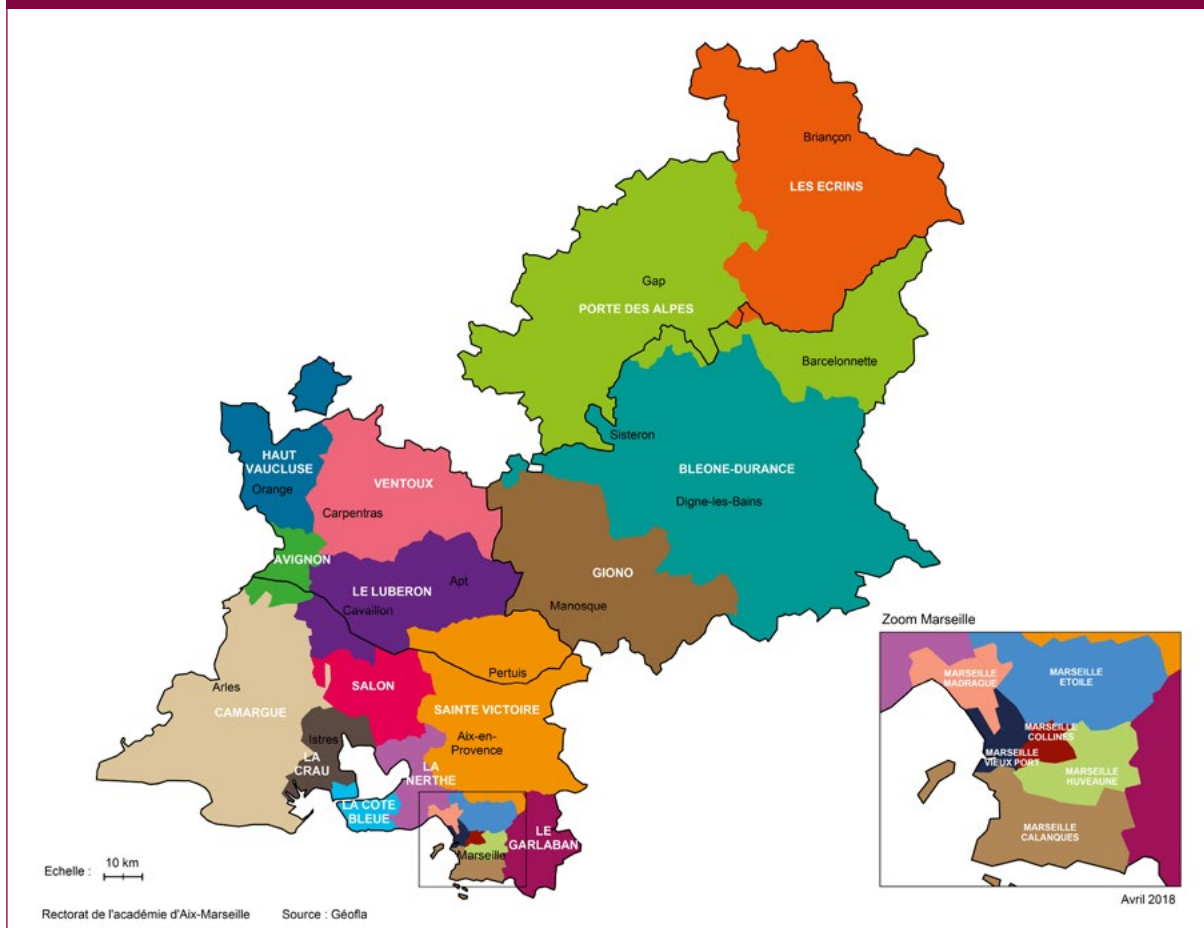 Briançon
LES ECRINS
Gap
PORTE DES ALPES
Barcelonnette
Sisteron
HAUT
VAUCLUSE
Orange
VENTOUX
Carpentras
BLEONE-DURANCE
Digne-les-Bains
AVIGNON
LE LUBERON
Apt
Cavaillon
GIONO
Manosque
Pertuis
SALON
Arles
CAMARGUE
SAINTE VICTOIRE
Aix-en-
Provence
Istres
LA
CRAU
LA
NERTHE
LA COTE
BLEUE
LE
GARLABAN
Marseille
Zoom Marseille
MARSEILLE
MADRAGUE
MARSEILLE
ETOILE
MARSEILLE
COLLINES
MARSEILLE
VIEUX PORT
MARSEILLE
HUVEAUNE
MARSEILLE
CALANQUES
Echelle : 10 km
Avril 2018
Rectorat de l'académie d'Aix-Marseille Source : Géofla